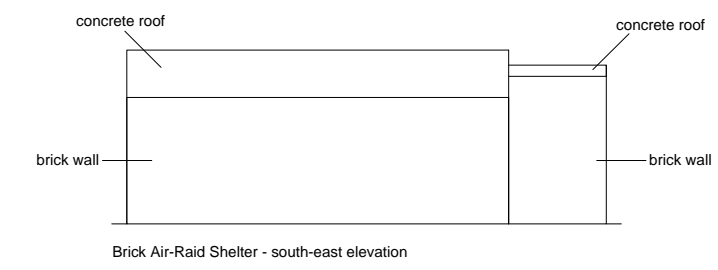 concrete roof
concrete roof
brick wall
brick wall
Brick Air-Raid Shelter - south-east elevation